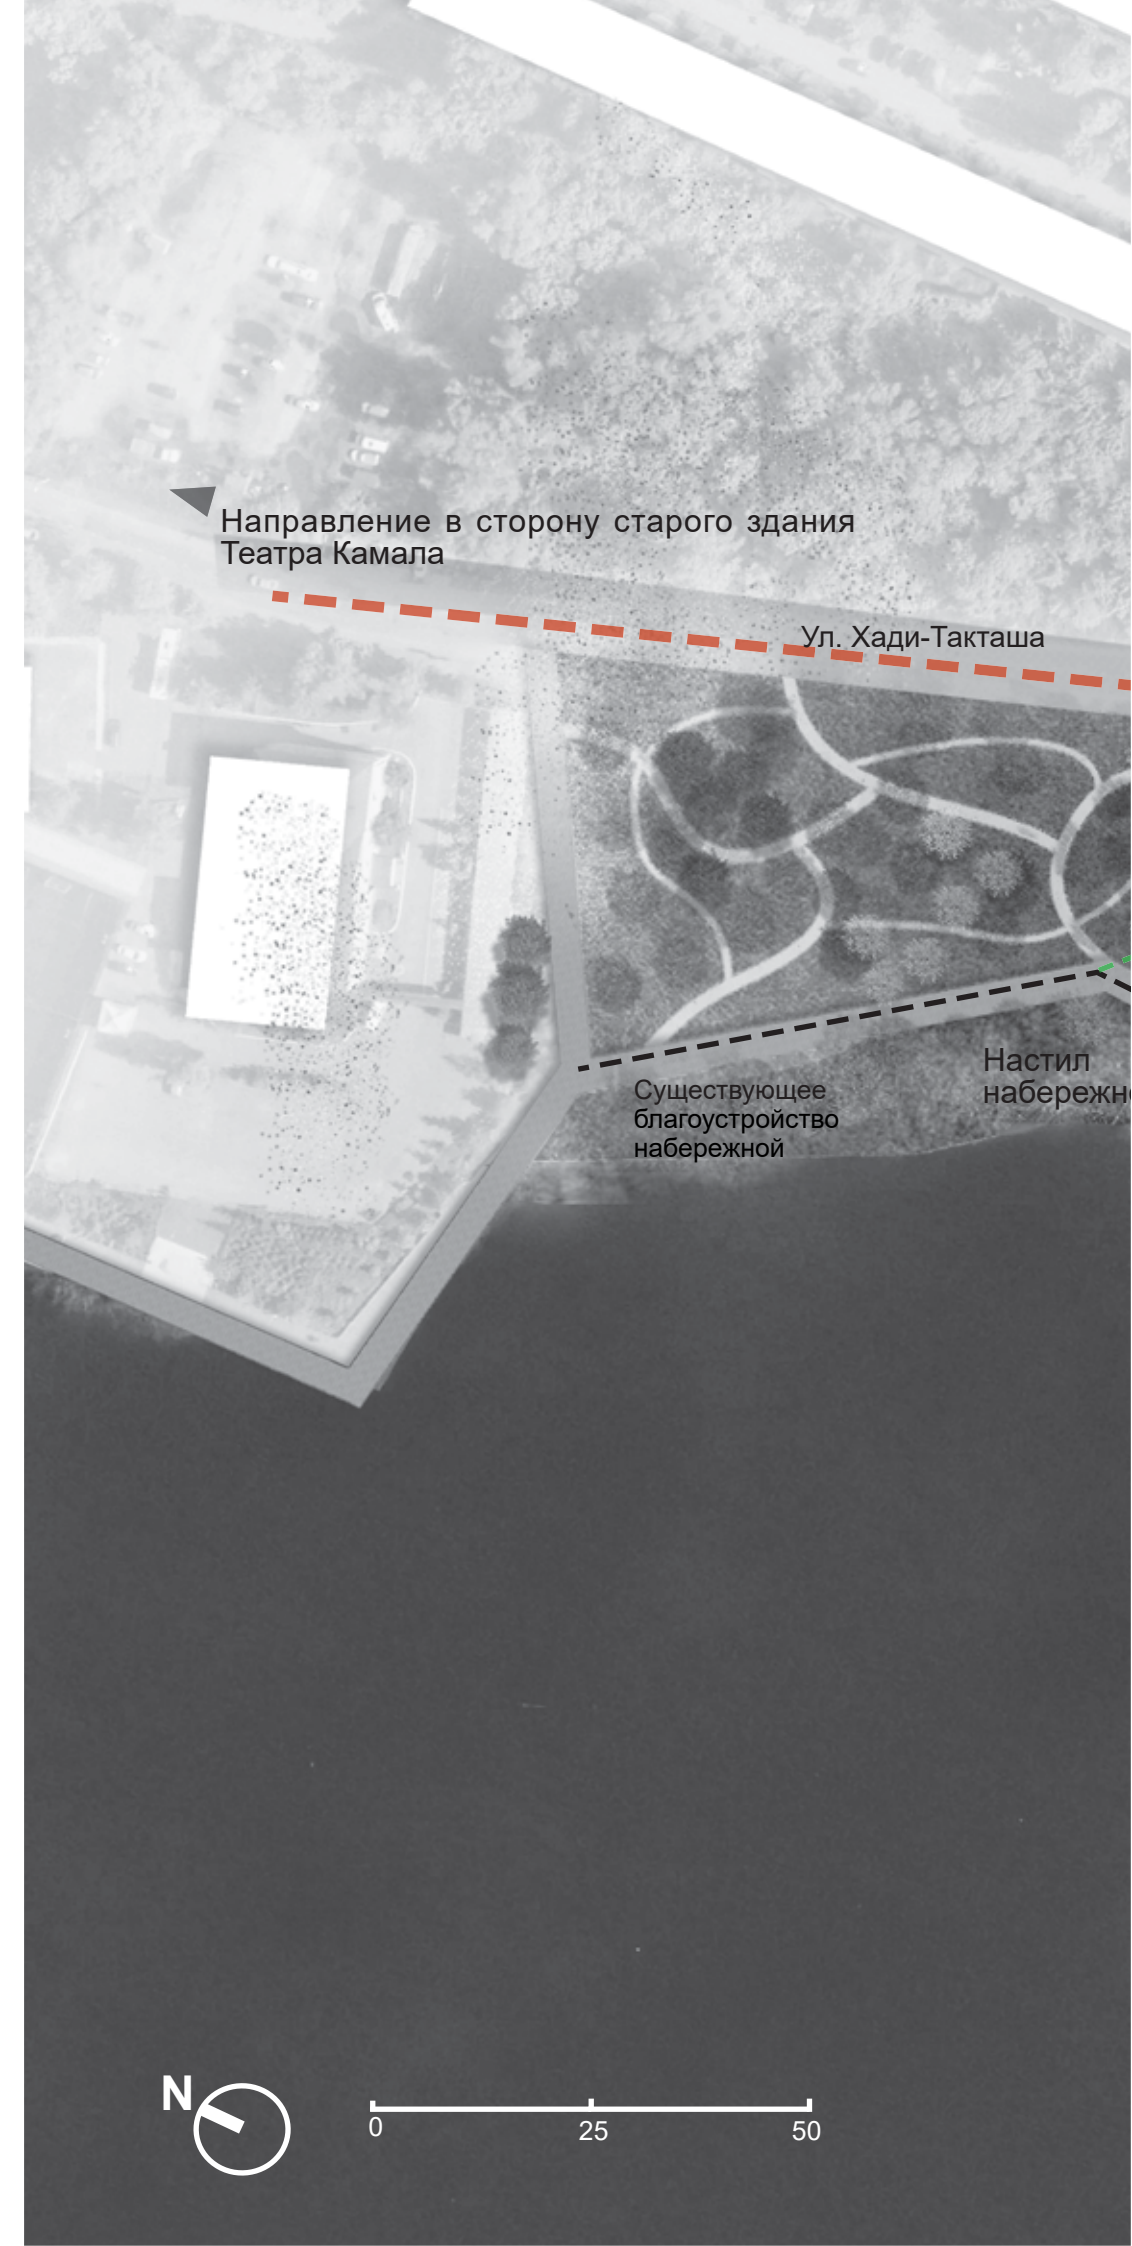 Направление в сторону старого здания
Театра Камала
Ул. Хади-Такташа
Настил
Существующее
благоустройство
набережной
N
0
25
50